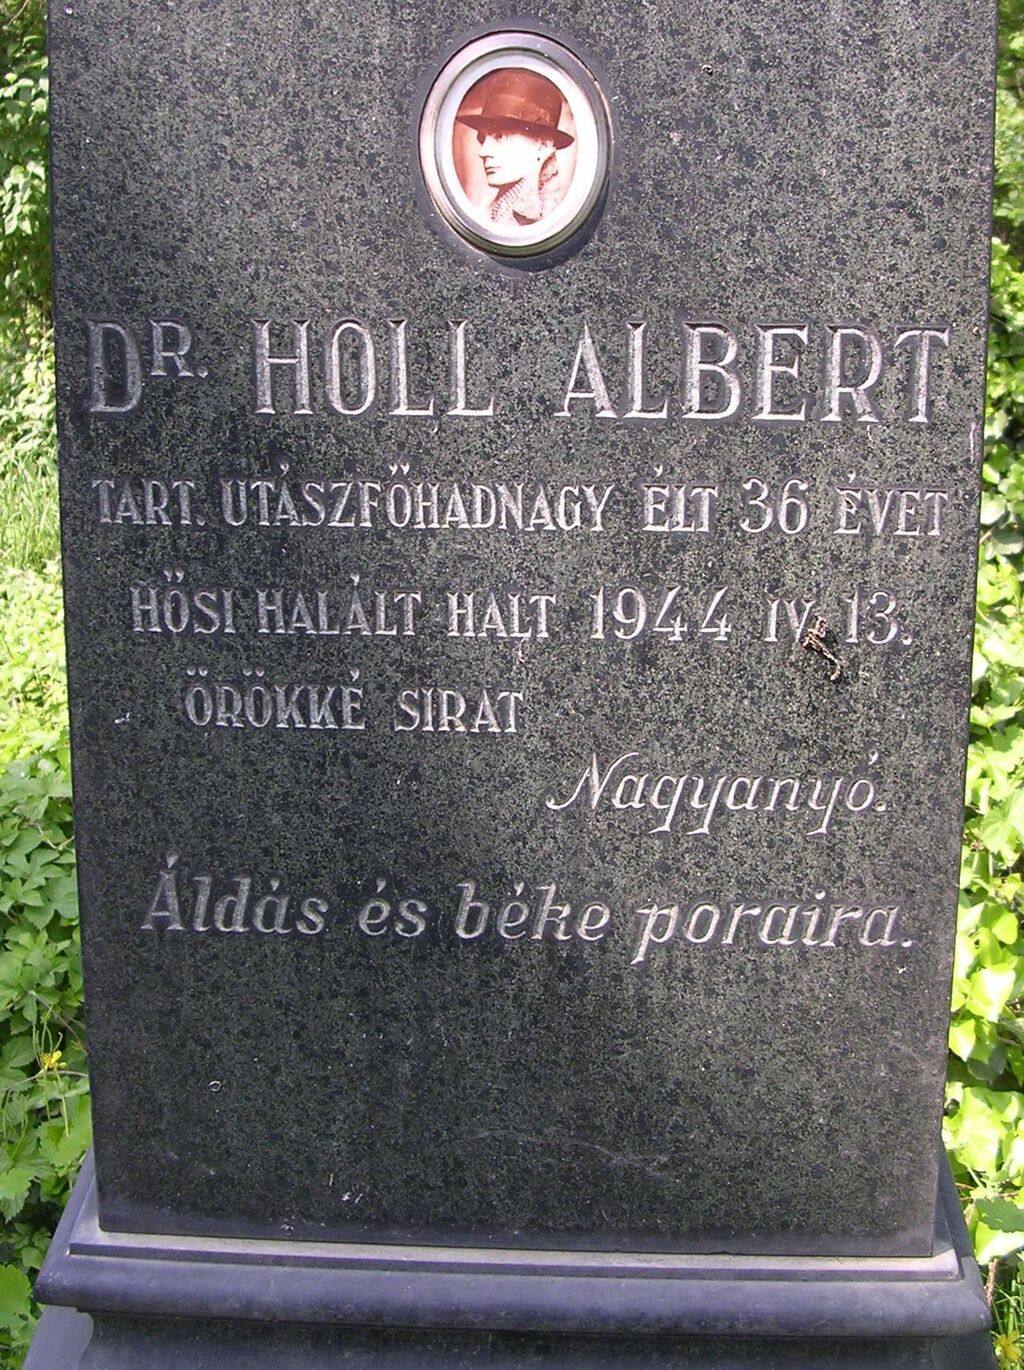 DR. HOLL ALBERT
TART. UTÁSZFŐHADNAGY ÉLT 36 ÉVET
HŐSI HALÁLT HALT 1944 IV. 13.
ÖRÖKKÉ SIRAT
Nagyanyó.
Áldás és béke poraira.